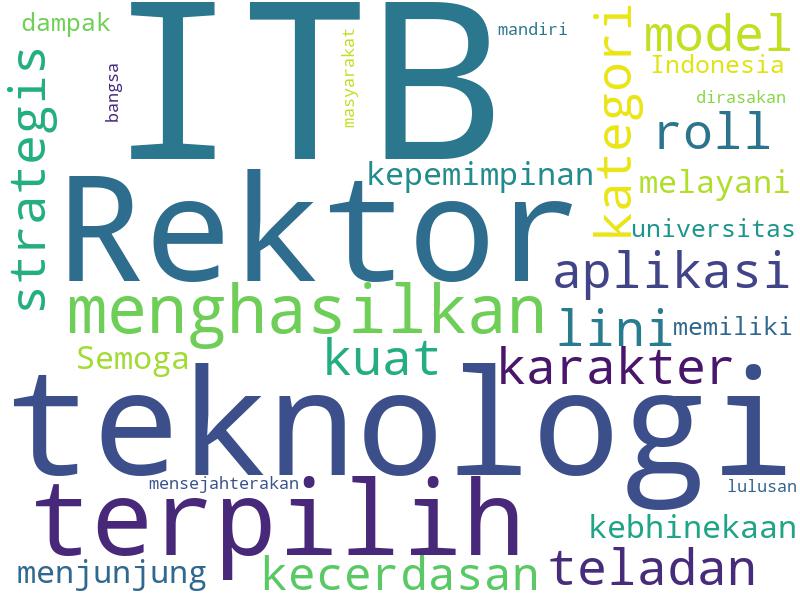 dampak
ITB
mandiri
kategori
model
Indonesia
bangsa
masyarakat
strategis
dirasakan
roll
kepemimpinan
melayani
Rektor
universitas
aplikasi
menghasilkan
lini
memiliki
Semoga
kuat
karakter
teknologi
mensejahterakan
lulusan
terpilih
kebhinekaan
menjunjung
kecerdasan
teladan